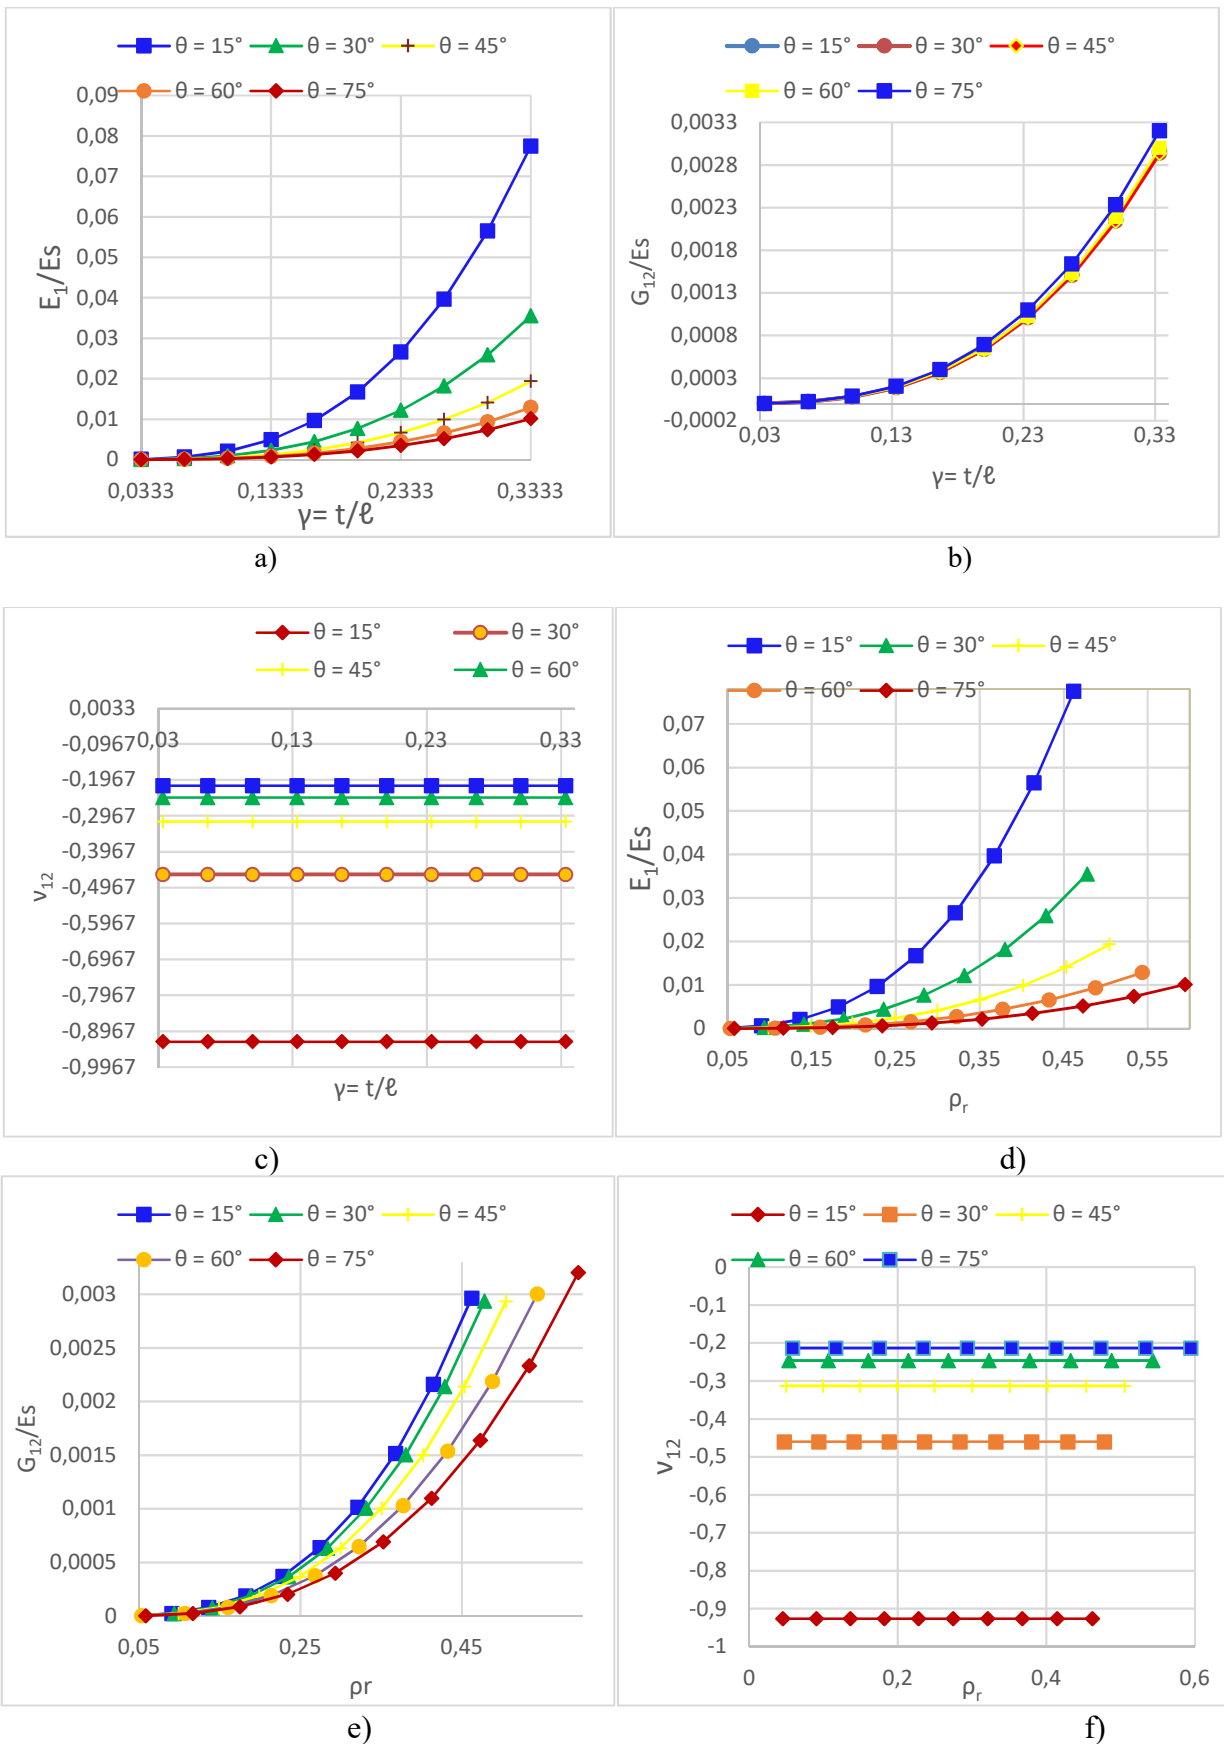 θ = 15° θ = 30° θ = 45°
θ = 60° θ = 75°
0,09
0,08
0,07
0,06
0,05
0,04
0,03
0,02
0,01
0
E₁/Es
0,0333 0,1333 0,2333 0,3333
γ= t/ℓ
a)
θ = 15° θ = 30° θ = 45°
θ = 60° θ = 75°
0,0033
0,0028
0,0023
0,0018
0,0013
0,0008
0,0003
-0,0002
G₁₂/Es
0,03 0,13 0,23 0,33
γ= t/ℓ
b)
θ = 15° θ = 30°
θ = 45° θ = 60°
0,0033
-0,0967
-0,1967
-0,2967
-0,3967
-0,4967
-0,5967
-0,6967
-0,7967
-0,8967
-0,9967
ν₁₂
0,03 0,13 0,23 0,33
γ= t/ℓ
c)
θ = 15° θ = 30° θ = 45°
θ = 60° θ = 75°
0,07
0,06
0,05
0,04
0,03
0,02
0,01
0
E₁/Es
0,05 0,15 0,25 0,35 0,45 0,55
ρᵣ
d)
θ = 15° θ = 30° θ = 45°
θ = 60° θ = 75°
0,003
0,0025
0,002
0,0015
0,001
0,0005
0
G₁₂/Es
0,05 0,25 0,45
ρr
e)
θ = 15° θ = 30° θ = 45°
θ = 60° θ = 75°
0
-0,1
-0,2
-0,3
-0,4
-0,5
-0,6
-0,7
-0,8
-0,9
-1
ν₁₂
0 0,2 0,4 0,6
ρᵣ
f)